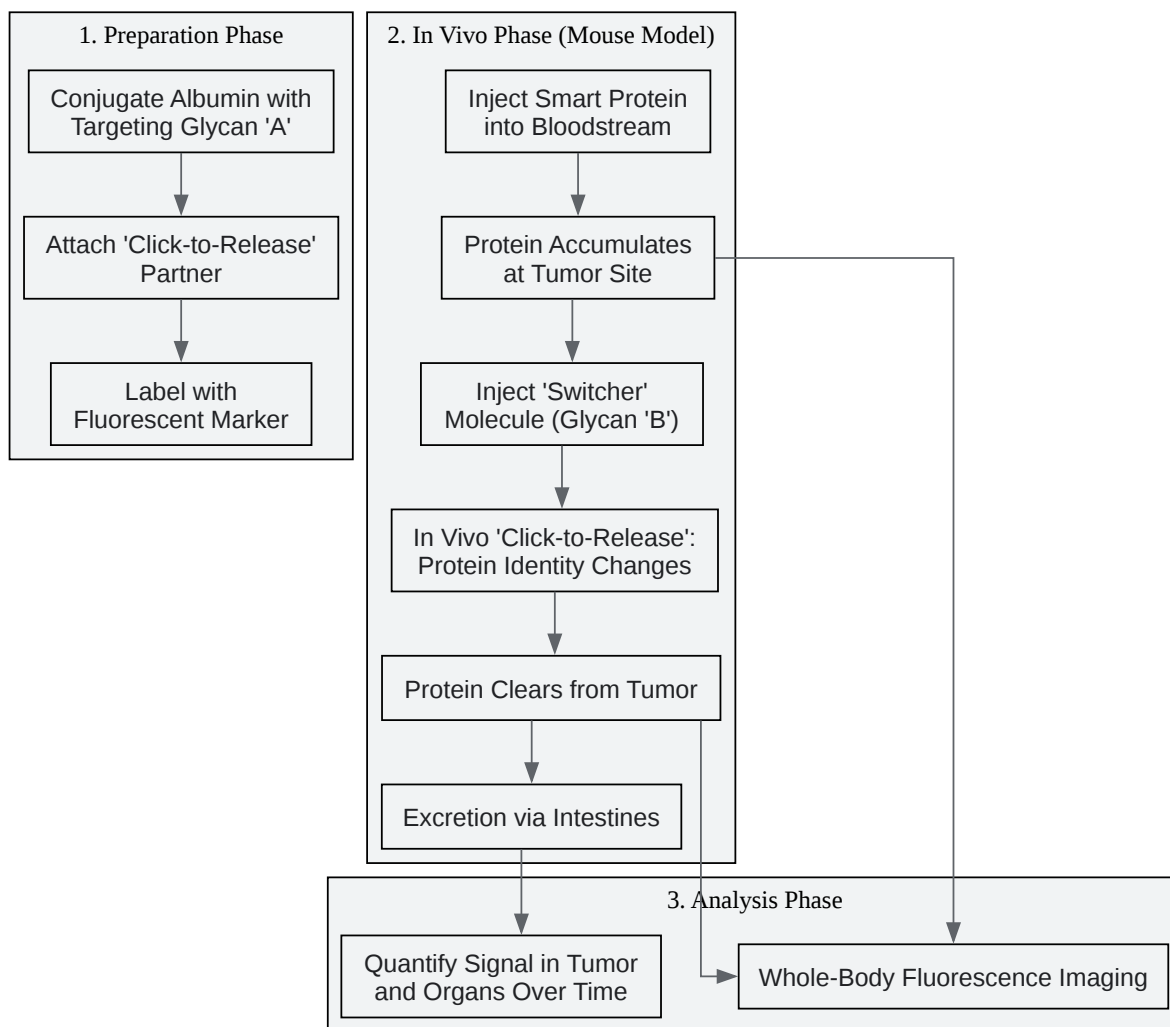 1. Preparation Phase
Conjugate Albumin with
Targeting Glycan 'A'
Attach 'Click-to-Release'
Partner
Label with
Fluorescent Marker
2. In Vivo Phase (Mouse Model)
Inject Smart Protein
into Bloodstream
Protein Accumulates
at Tumor Site
Inject 'Switcher'
Molecule (Glycan 'B')
In Vivo 'Click-to-Release':
Protein Identity Changes
Protein Clears from Tumor
Excretion via Intestines
3. Analysis Phase
Quantify Signal in Tumor
and Organs Over Time
Whole-Body Fluorescence Imaging